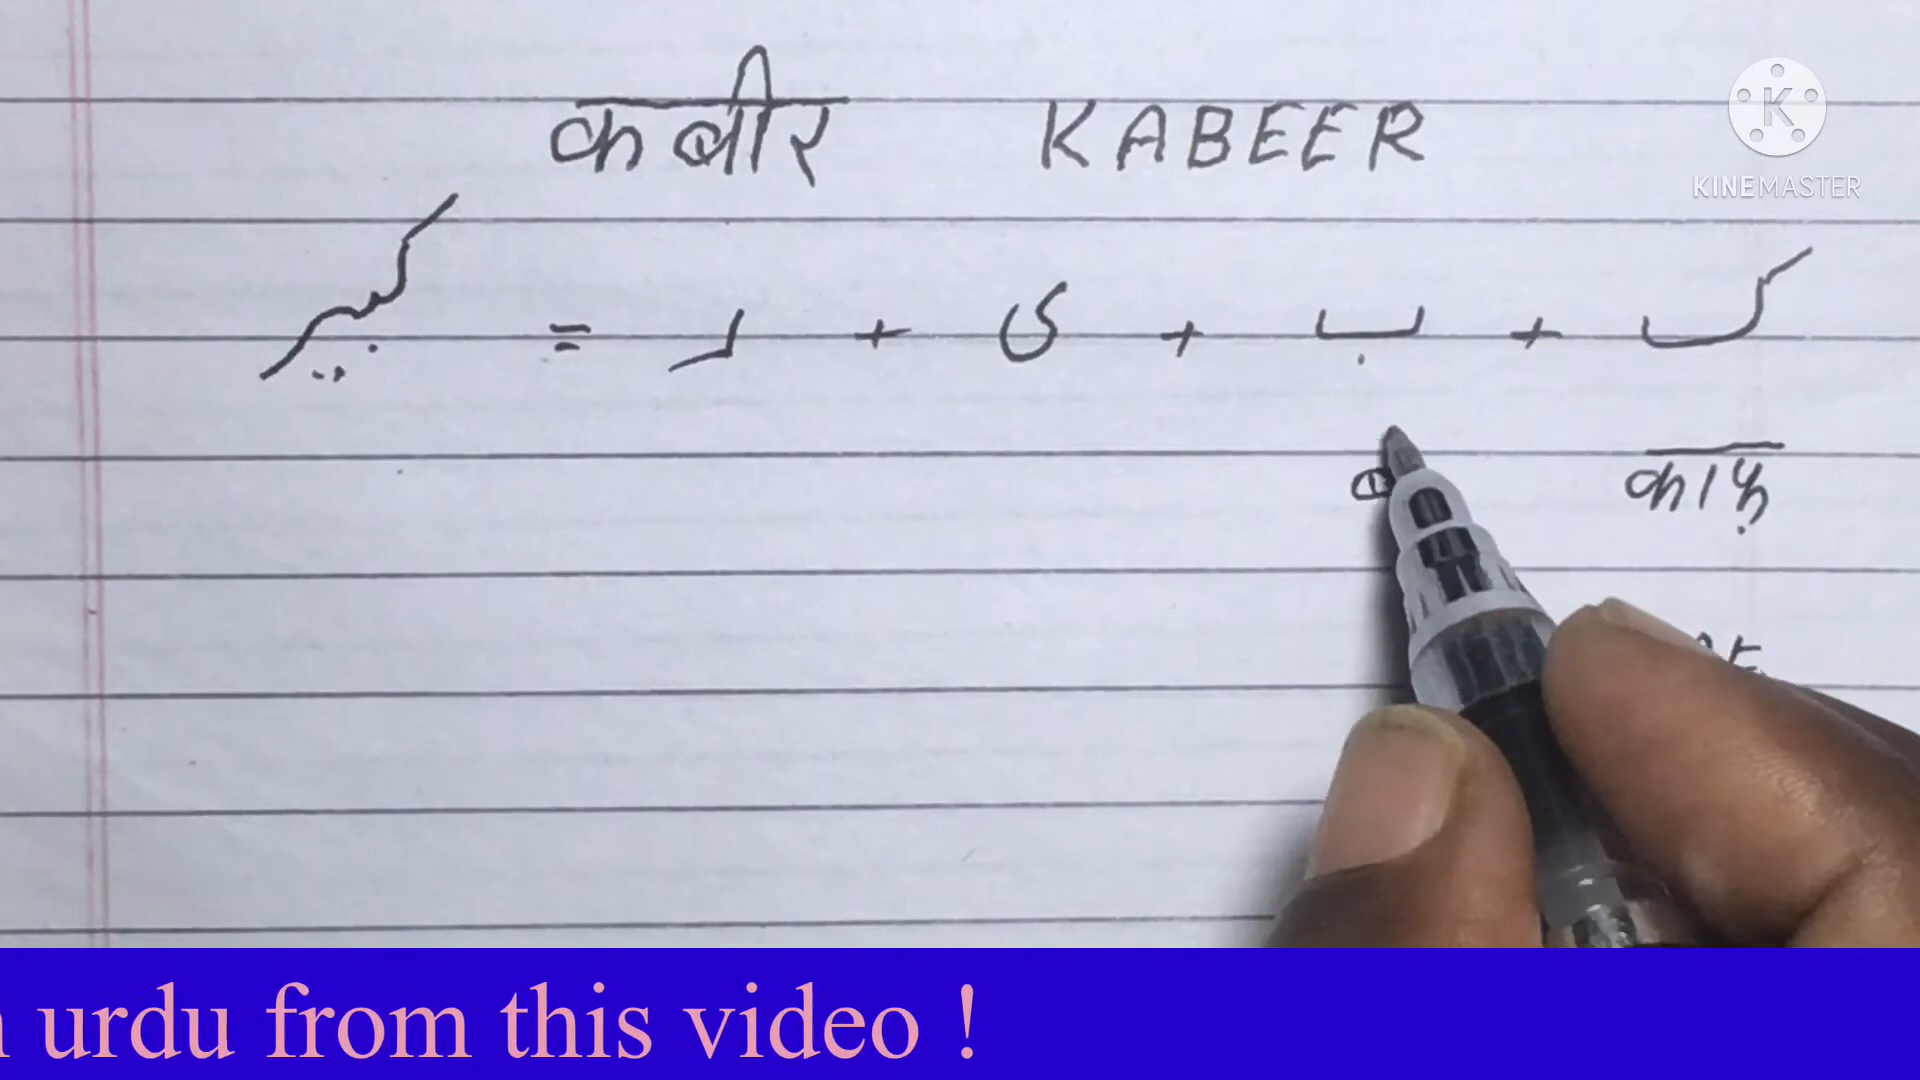 कबीर KABEER
KINEMASTER
ک + ب + ی + ر = کبیر
काफ़
urdu from this video !